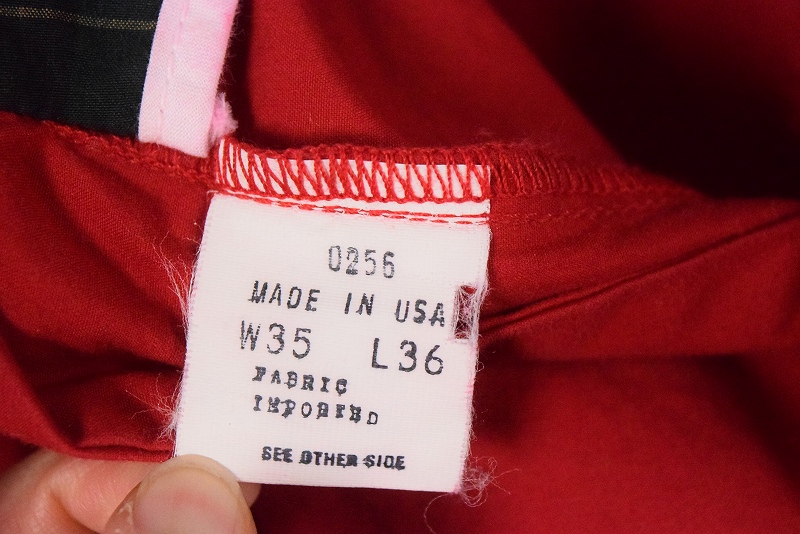 0256
MADE IN USA
W35 L36
FABRIC
IMPORTED
SEE OTHER SIDE